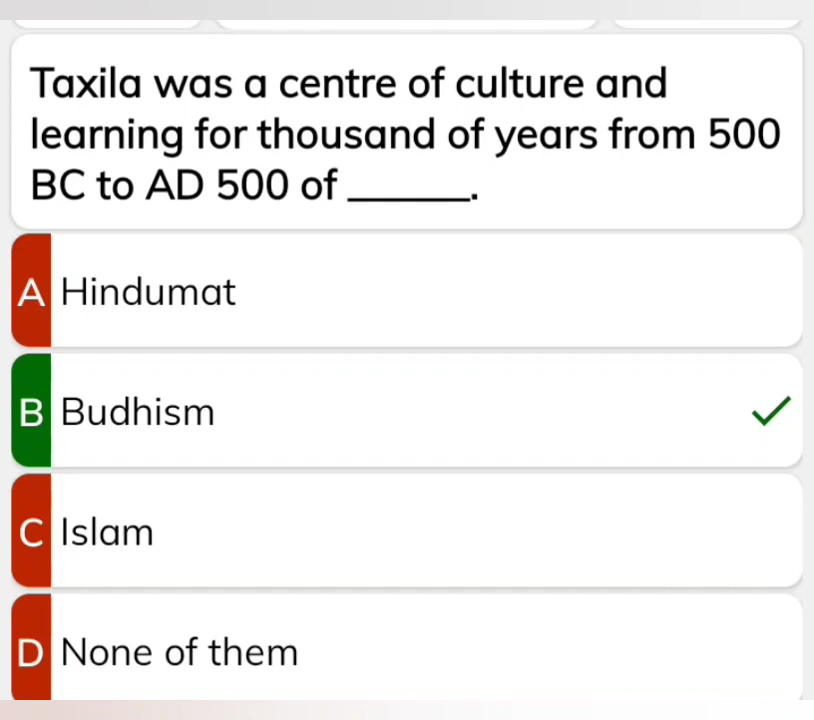 Taxila was a centre of culture and
learning for thousand of years from 500
BC to AD 500 of ______.
A Hindumat
B Budhism
C Islam
D None of them